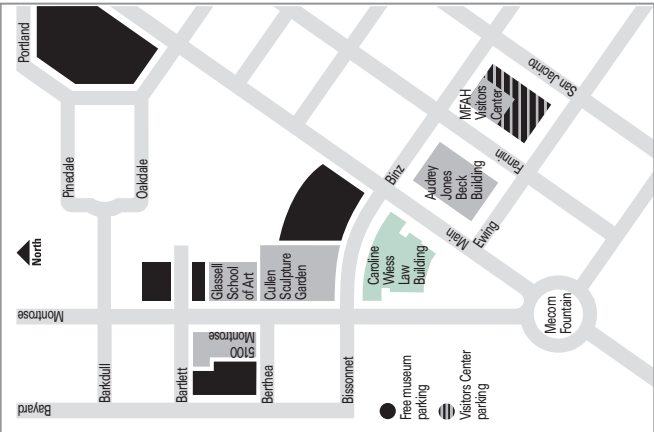 Portland
Pinedale
Oakdale
North
Montrose
Bayard
Barkdull
Bartlett
Berthea
Bissonnet
Glassell
School
of Art
Cullen
Sculpture
Garden
5100
Montrose
Caroline
Wiess
Law
Building
Audrey
Jones
Beck
Building
MFAH
Visitors
Center
Binz
Main
Ewing
Fannin
San Jacinto
Mecom
Fountain
Free museum
parking
Visitors Center
parking